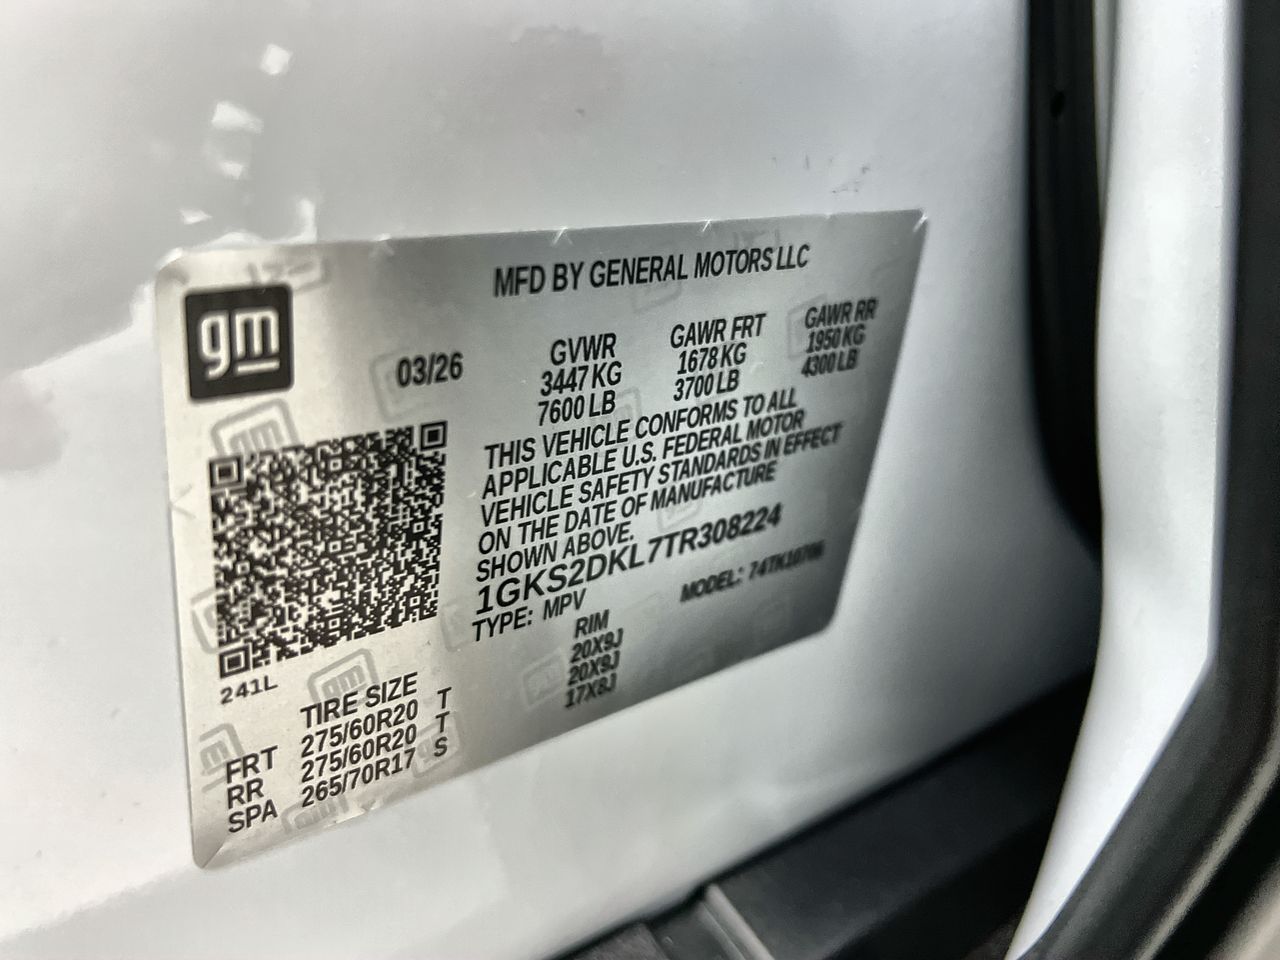 MFD BY GENERAL MOTORS LLC
gm
03/26
GVWR
3447 KG
7600 LB
GAWR FRT
1678 KG
3700 LB
GAWR RR
1950 KG
4300 LB
THIS VEHICLE CONFORMS TO ALL
APPLICABLE U.S. FEDERAL MOTOR
VEHICLE SAFETY STANDARDS IN EFFECT
ON THE DATE OF MANUFACTURE
SHOWN ABOVE.
1GKS2DKL7TR308224
TYPE: MPV
MODEL:
241L
TIRE SIZE RIM
FRT 275/60R20 T 20X9J
RR 275/60R20 T 20X9J
SPA 265/70R17 S 17X8J